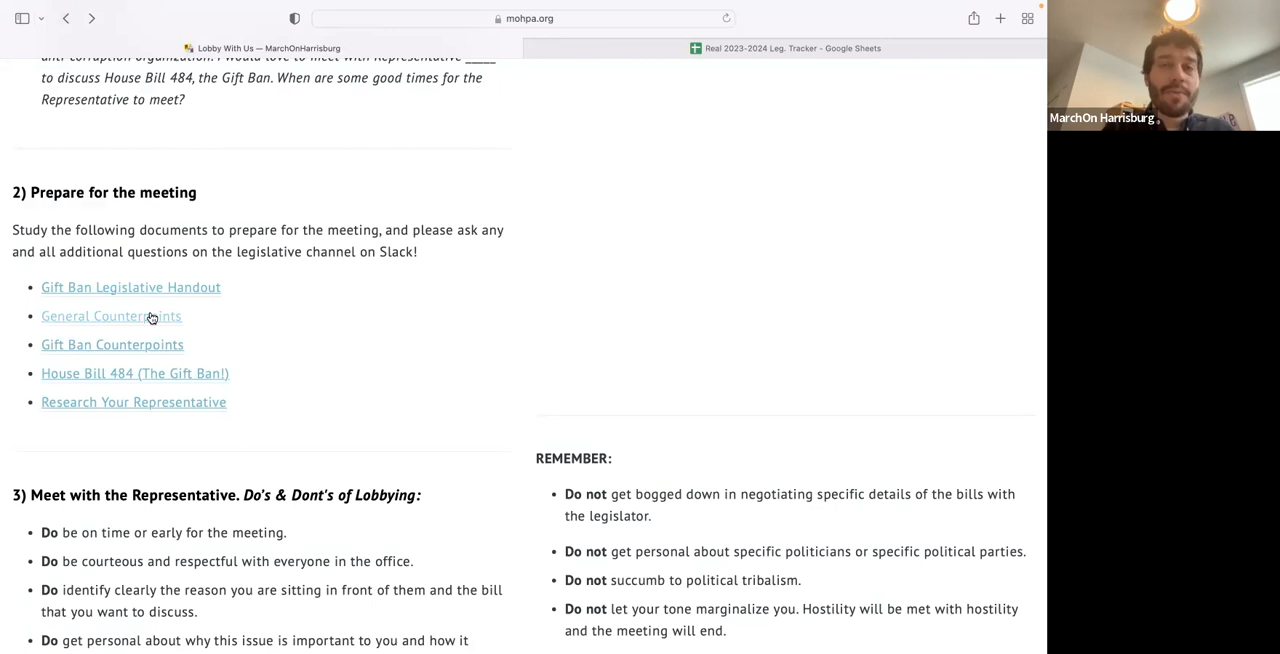 mohpa.org
Lobby With Us — MarchOnHarrisburg
Real 2023-2024 Leg. Tracker - Google Sheets
anti-corruption organization. I would love to meet with Representative _____
to discuss House Bill 484, the Gift Ban. When are some good times for the
Representative to meet?
2) Prepare for the meeting
Study the following documents to prepare for the meeting, and please ask any
and all additional questions on the legislative channel on Slack!
• Gift Ban Legislative Handout
• General Counterpoints
• Gift Ban Counterpoints
• House Bill 484 (The Gift Ban!)
• Research Your Representative
3) Meet with the Representative. Do's & Dont's of Lobbying:
• Do be on time or early for the meeting.
• Do be courteous and respectful with everyone in the office.
• Do identify clearly the reason you are sitting in front of them and the bill
that you want to discuss.
• Do get personal about why this issue is important to you and how it
REMEMBER:
• Do not get bogged down in negotiating specific details of the bills with
the legislator.
• Do not get personal about specific politicians or specific political parties.
• Do not succumb to political tribalism.
• Do not let your tone marginalize you. Hostility will be met with hostility
and the meeting will end.
MarchOn Harrisburg